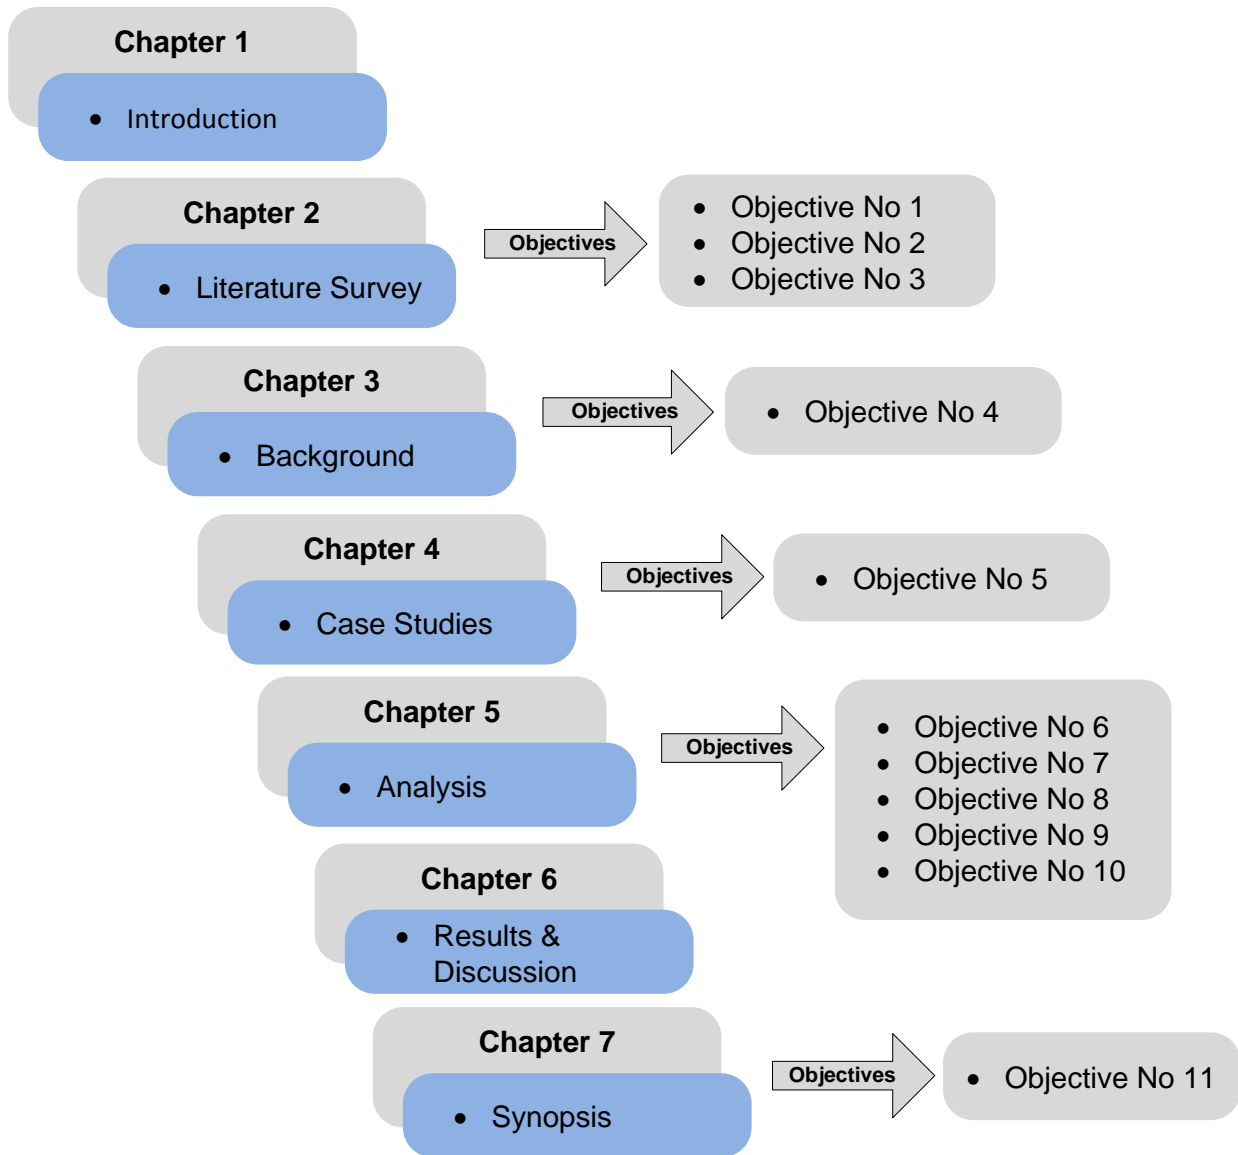 Chapter 1
• Introduction
Chapter 2
• Literature Survey
Objectives
• Objective No 1
• Objective No 2
• Objective No 3
Chapter 3
• Background
Objectives
• Objective No 4
Chapter 4
• Case Studies
Objectives
• Objective No 5
Chapter 5
• Analysis
Objectives
• Objective No 6
• Objective No 7
• Objective No 8
• Objective No 9
• Objective No 10
Chapter 6
• Results &
Discussion
Chapter 7
• Synopsis
Objectives
• Objective No 11